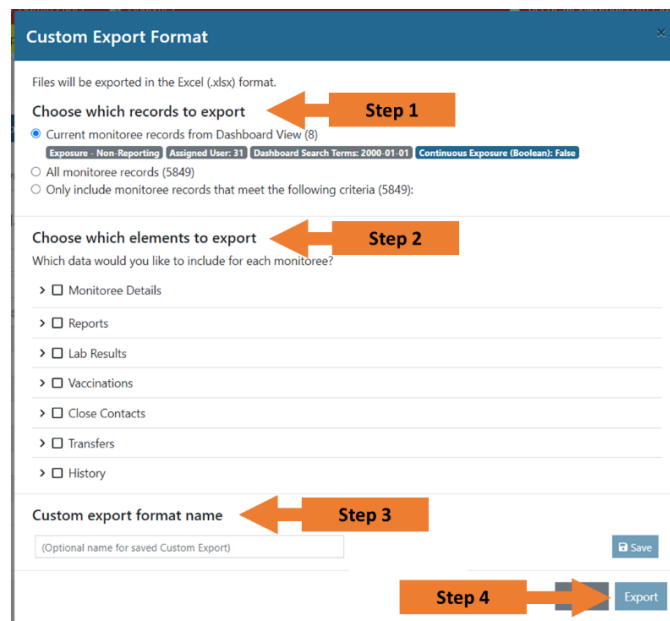 Custom Export Format
Files will be exported in the Excel (.xlsx) format.
Choose which records to export
Step 1
Current monitoree records from Dashboard View (8)
Exposure - Non-Reporting Assigned User: 31 Dashboard Search Terms: 2000-01-01 Continuous Exposure (Boolean): False
All monitoree records (5849)
Only include monitoree records that meet the following criteria (5849):
Choose which elements to export
Step 2
Which data would you like to include for each monitoree?
Monitoree Details
Reports
Lab Results
Vaccinations
Close Contacts
Transfers
History
Custom export format name
Step 3
(Optional name for saved Custom Export)
Save
Step 4
Export